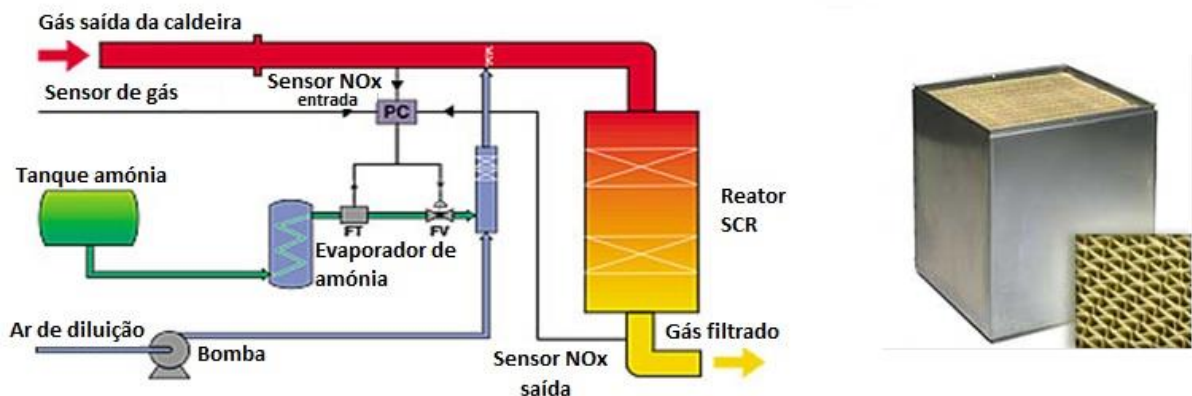 Gás saída da caldeira
Sensor NOx
entrada
Sensor de gás
PC
Tanque amónia
FT
FV
Evaporador de
amónia
Reator
SCR
Ar de diluição
Bomba
Gás filtrado
Sensor NOx
saída